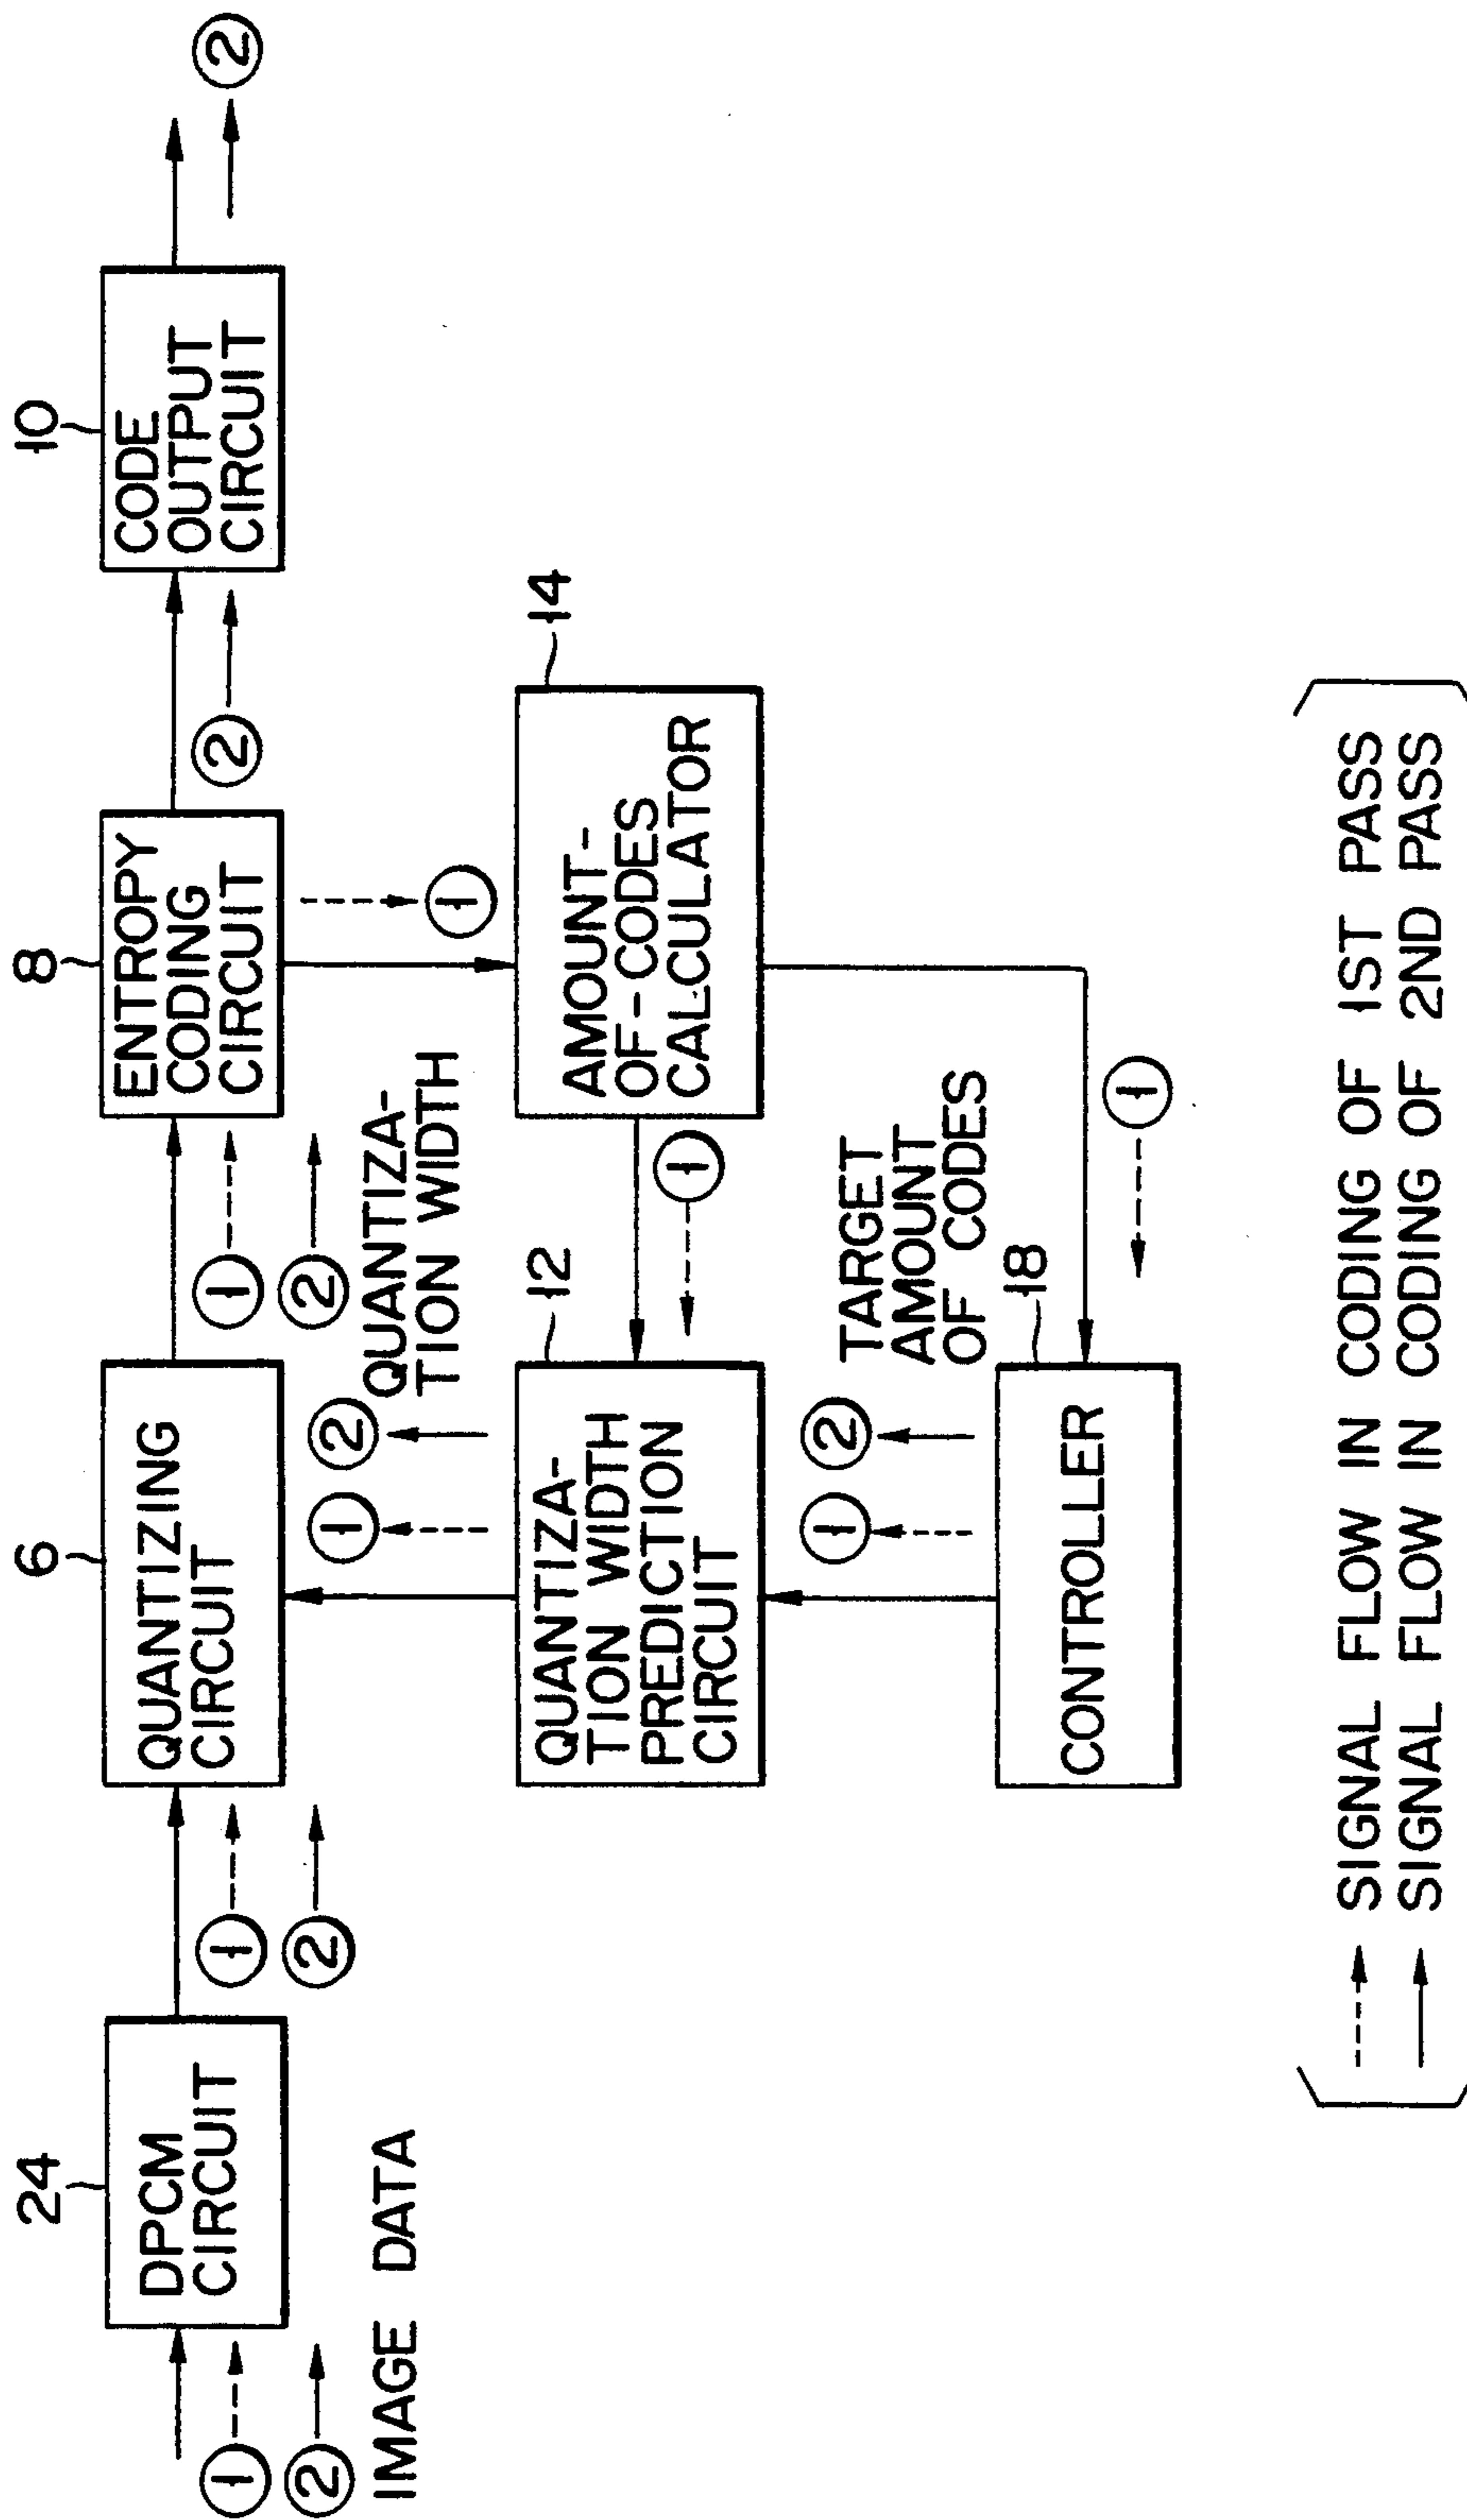 24
6
8
10
DPCM
CIRCUIT
QUANTIZING
CIRCUIT
ENTROPY
CODING
CIRCUIT
CODE
OUTPUT
CIRCUIT
①
①
①
②
②
②
②
②
IMAGE DATA
①
②
QUANTIZA-
TION WIDTH
①
12
14
QUANTIZA-
TION WIDTH
PREDICTION
CIRCUIT
AMOUNT-
OF-CODES
CALCULATOR
①
①
②
TARGET
AMOUNT
OF CODES
18
CONTROLLER
①
SIGNAL FLOW IN CODING OF 1ST PASS
SIGNAL FLOW IN CODING OF 2ND PASS